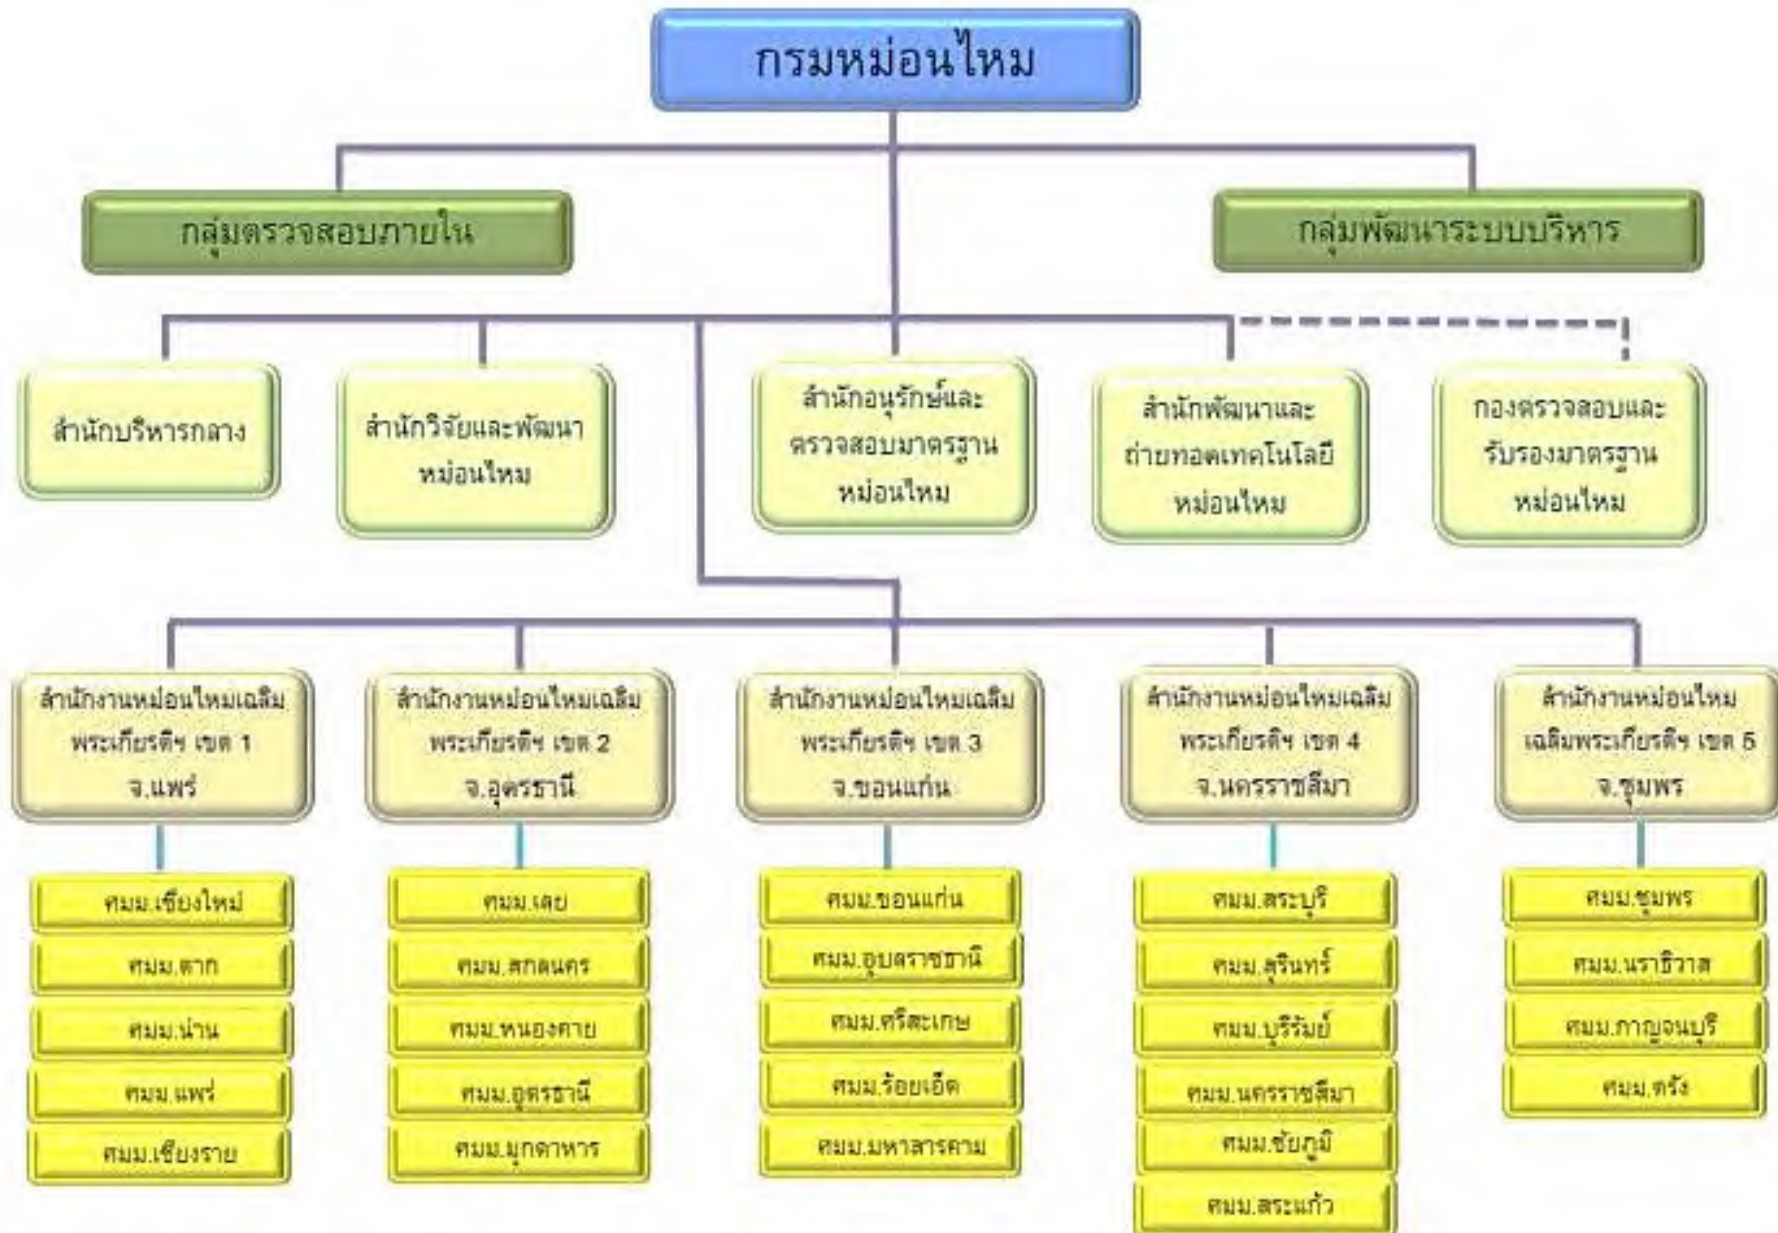 กรมหม่อนไหม
กลุ่มตรวจสอบภายใน
กลุ่มพัฒนาระบบบริหาร
สำนักบริหารกลาง
สำนักวิจัยและพัฒนา
หม่อนไหม
สำนักอนุรักษ์และ
ตรวจสอบมาตรฐาน
หม่อนไหม
สำนักพัฒนาและ
ถ่ายทอดเทคโนโลยี
หม่อนไหม
กองตรวจสอบและ
รับรองมาตรฐาน
หม่อนไหม
สำนักงานหม่อนไหมเฉลิม
พระเกียรติฯ เขต 1
จ.แพร่
สำนักงานหม่อนไหมเฉลิม
พระเกียรติฯ เขต 2
จ.อุดรธานี
สำนักงานหม่อนไหมเฉลิม
พระเกียรติฯ เขต 3
จ.ขอนแก่น
สำนักงานหม่อนไหมเฉลิม
พระเกียรติฯ เขต 4
จ.นครราชสีมา
สำนักงานหม่อนไหม
เฉลิมพระเกียรติฯ เขต 5
จ.ชุมพร
ศมม.เชียงใหม่
ศมม.ตาก
ศมม.น่าน
ศมม.แพร่
ศมม.เชียงราย
ศมม.เลย
ศมม.สกลนคร
ศมม.หนองคาย
ศมม.อุดรธานี
ศมม.มุกดาหาร
ศมม.ขอนแก่น
ศมม.อุบลราชธานี
ศมม.ศรีสะเกษ
ศมม.ร้อยเอ็ด
ศมม.มหาสารคาม
ศมม.สระบุรี
ศมม.สุรินทร์
ศมม.บุรีรัมย์
ศมม.นครราชสีมา
ศมม.ชัยภูมิ
ศมม.สระแก้ว
ศมม.ชุมพร
ศมม.นราธิวาส
ศมม.กาญจนบุรี
ศมม.ตรัง